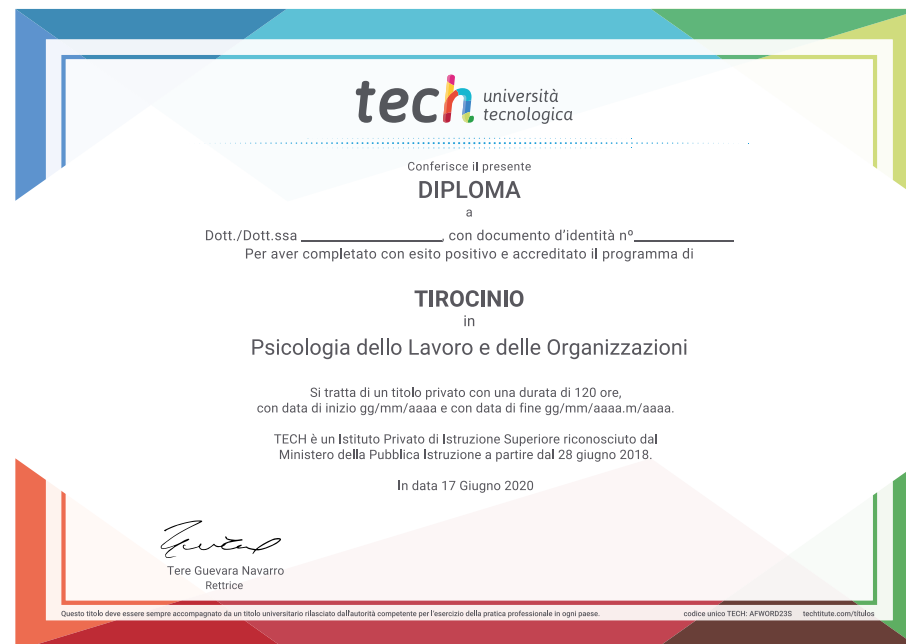 tech università
tecnologica
Conferisce il presente
DIPLOMA
a
Dott./Dott.ssa , con documento d'identità nº
Per aver completato con esito positivo e accreditato il programma di
TIROCINIO
in
Psicologia dello Lavoro e delle Organizzazioni
Si tratta di un titolo privato con una durata di 120 ore,
con data di inizio gg/mm/aaaa e con data di fine gg/mm/aaaa.m/aaaa.
TECH è un Istituto Privato di Istruzione Superiore riconosciuto dal
Ministero della Pubblica Istruzione a partire dal 28 giugno 2018.
In data 17 Giugno 2020
Tere Guevara Navarro
Rettrice
Questo titolo deve essere sempre accompagnato da un titolo universitario rilasciato dall'autorità competente per l'esercizio della pratica professionale in ogni paese. codice unico TECH: AFWORD23S techtitute.com/titulos